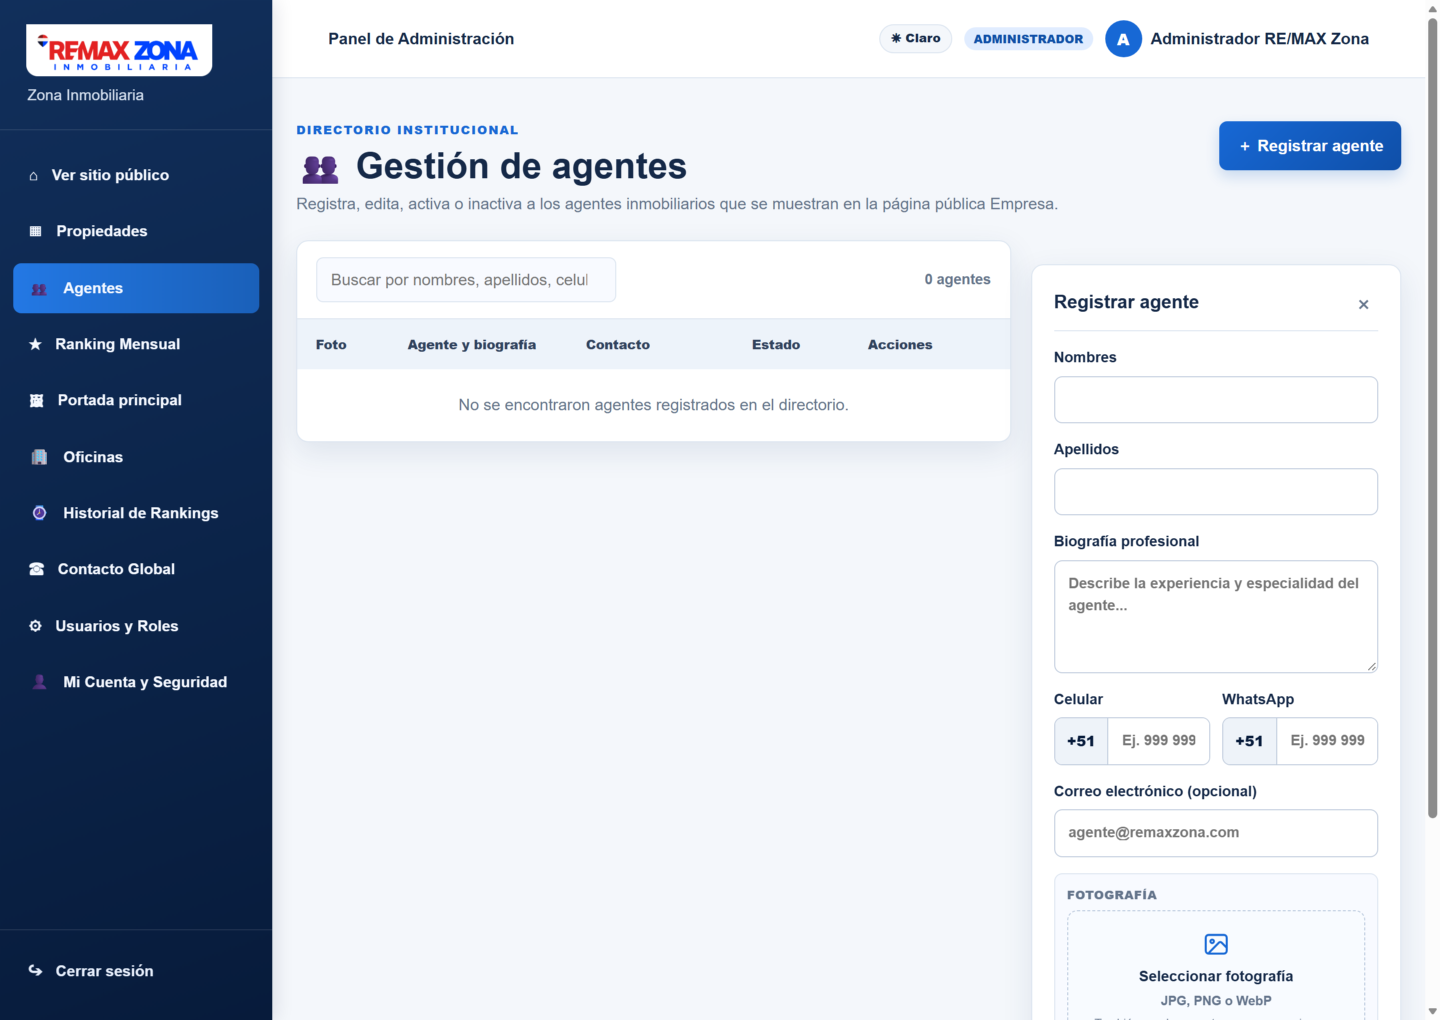 REMAX ZONA
INMOBILIARIA
Zona Inmobiliaria
Ver sitio público
Propiedades
Agentes
Ranking Mensual
Portada principal
Oficinas
Historial de Rankings
Contacto Global
Usuarios y Roles
Mi Cuenta y Seguridad
Cerrar sesión
Panel de Administración
Claro
ADMINISTRADOR
A
Administrador RE/MAX Zona
DIRECTORIO INSTITUCIONAL
Gestión de agentes
Registra, edita, activa o inactiva a los agentes inmobiliarios que se muestran en la página pública Empresa.
+ Registrar agente
Buscar por nombres, apellidos, celul
0 agentes
Foto Agente y biografía Contacto Estado Acciones
No se encontraron agentes registrados en el directorio.
Registrar agente ×
Nombres
Apellidos
Biografía profesional
Describe la experiencia y especialidad del
agente...
Celular WhatsApp
+51 Ej. 999 999 +51 Ej. 999 999
Correo electrónico (opcional)
agente@remaxzona.com
FOTOGRAFÍA
Seleccionar fotografía
JPG, PNG o WebP